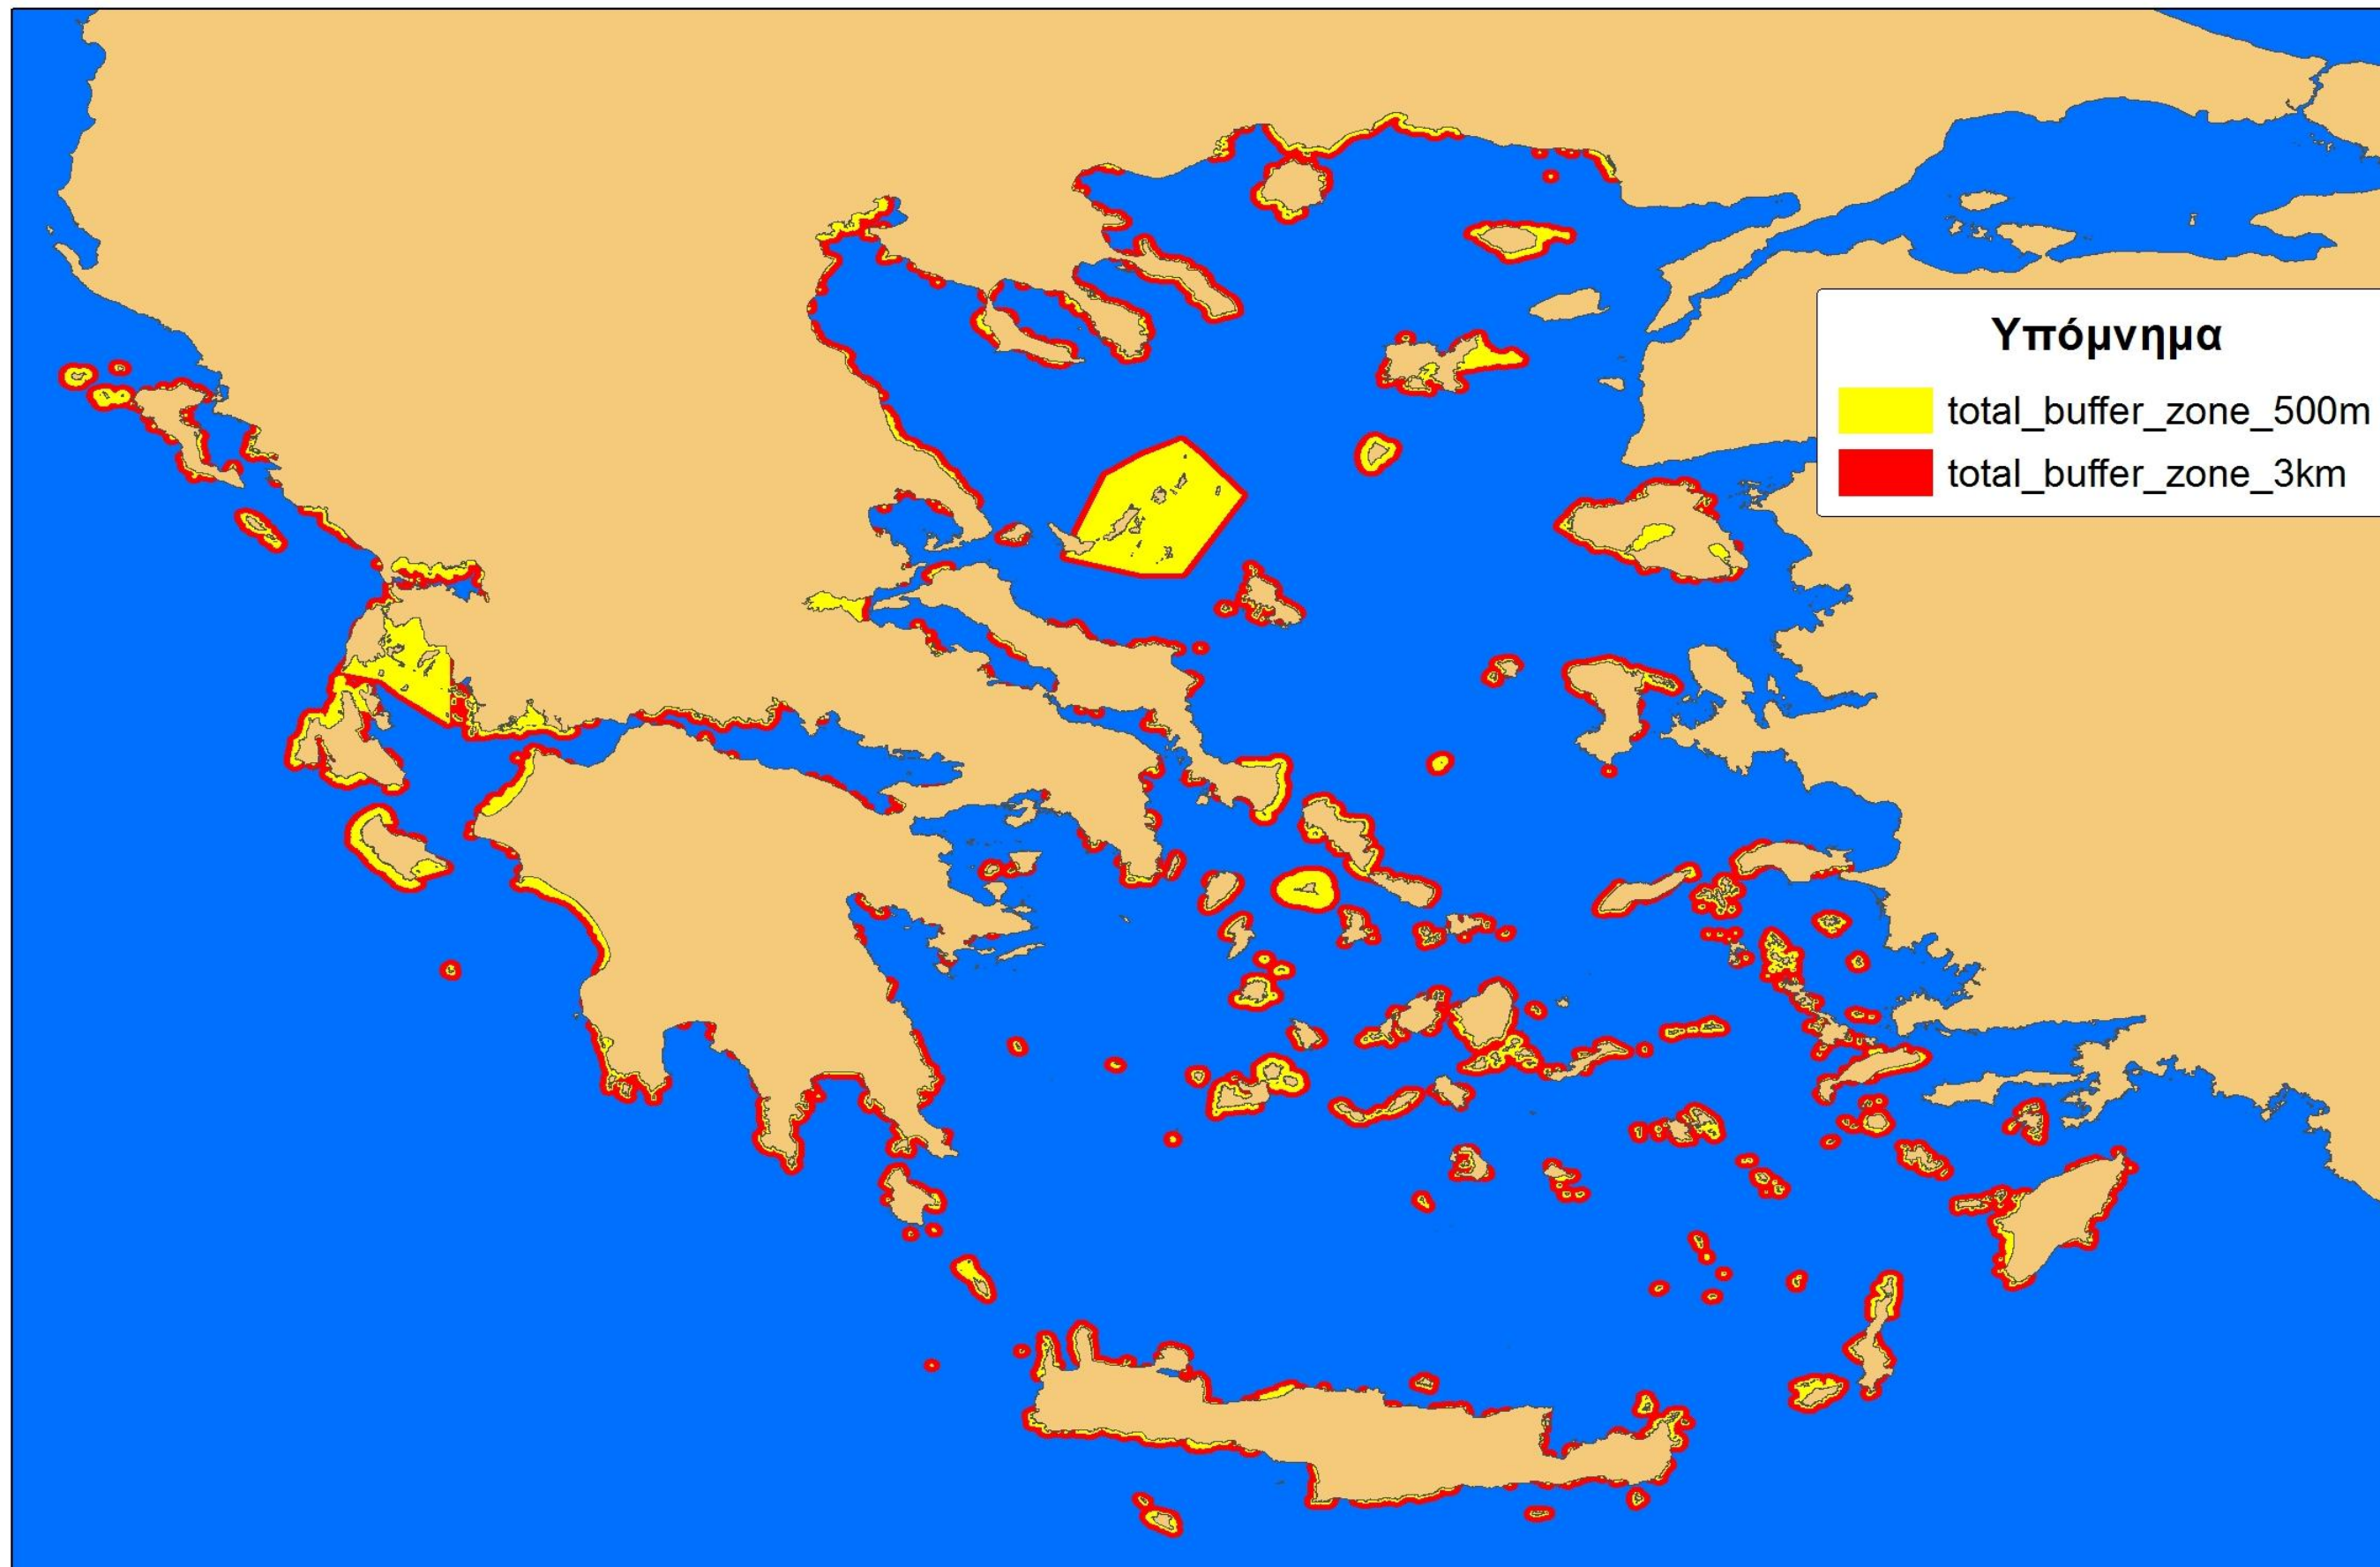 Υπόμνημα
total_buffer_zone_500m
total_buffer_zone_3km